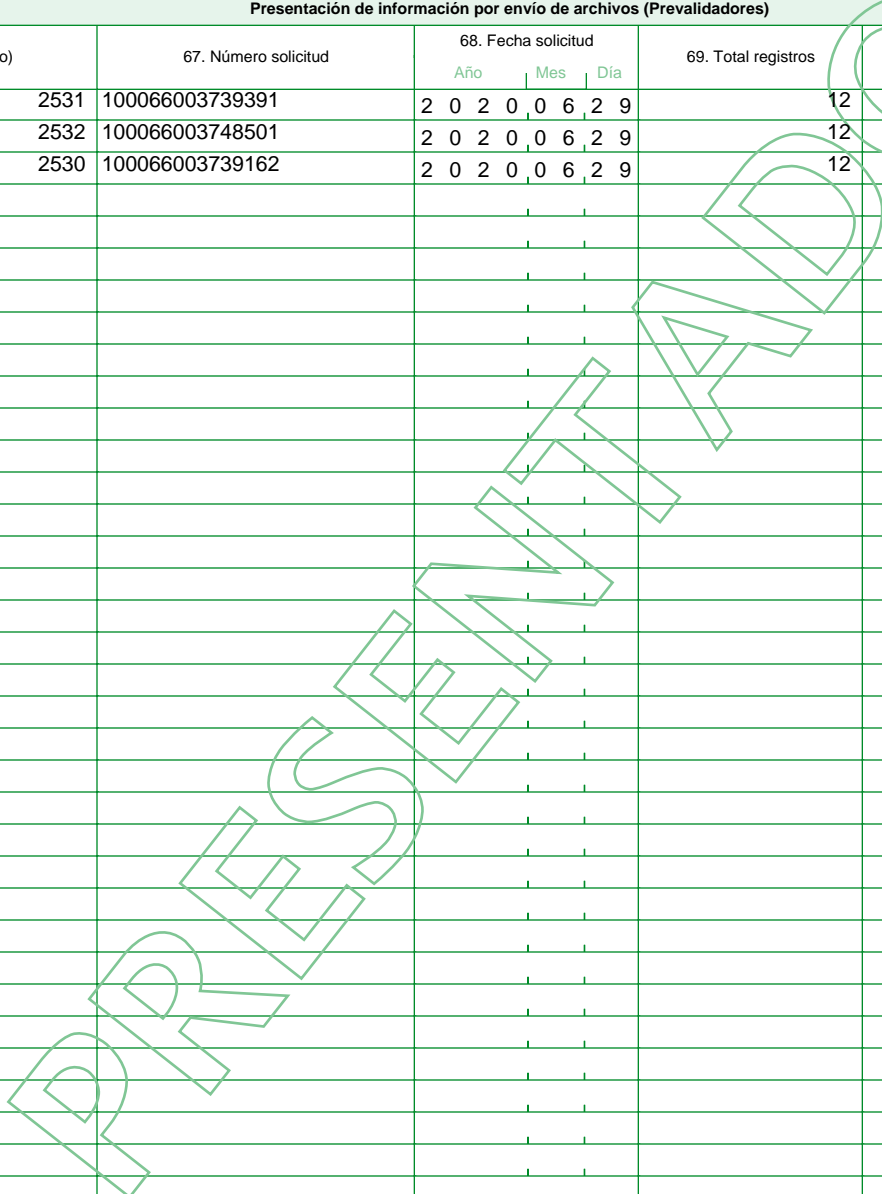 Presentación de información por envío de archivos (Prevalidadores)
o) 67. Número solicitud 68. Fecha solicitud 69. Total registros
Año Mes Día
2531 100066003739391 2 0 2 0 0 6 2 9 12
2532 100066003748501 2 0 2 0 0 6 2 9 12
2530 100066003739162 2 0 2 0 0 6 2 9 12
PRESENTADO